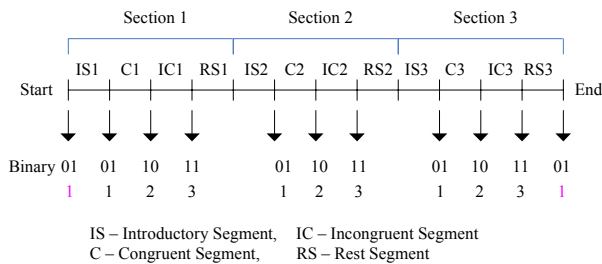 Section 1 Section 2 Section 3
IS1 C1 IC1 RS1 IS2 C2 IC2 RS2 IS3 C3 IC3 RS3
Start End
Binary 01 01 10 11 01 10 11 01 10 11 01
1 1 2 3 1 2 3 1 2 3 1
IS – Introductory Segment, IC – Incongruent Segment
C – Congruent Segment, RS – Rest Segment